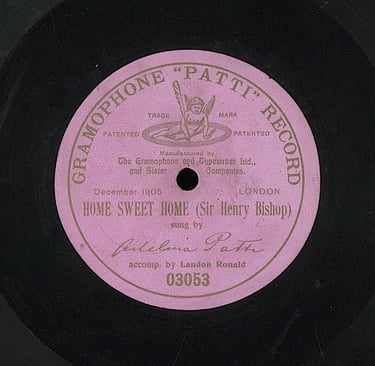 GRAMOPHONE "PATTI" RECORD
TRADE MARK
PATENTED PATENTED
Manufactured by
The Gramophone and Typewriter Ltd.,
and Sister Companies.
December 1905 LONDON
HOME SWEET HOME (Sir Henry Bishop)
sung by
Adelina Patti
accomp. by Landon Ronald
03053